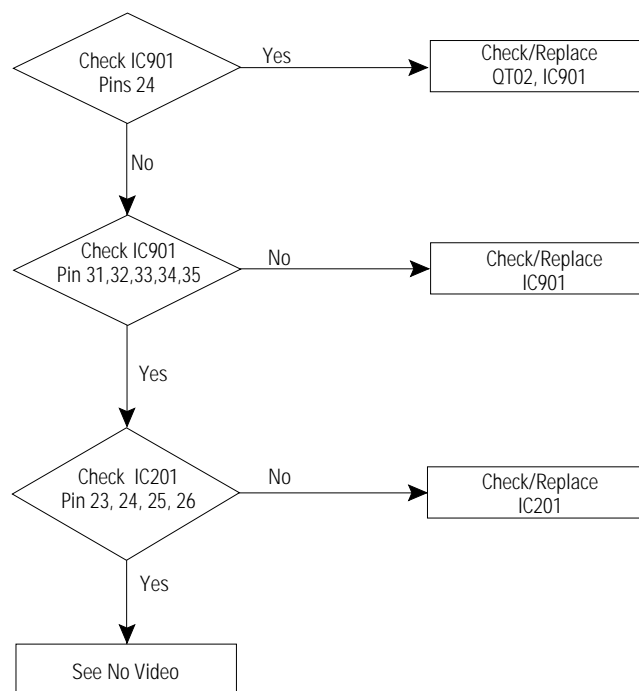 Check IC901
Pins 24
Yes
Check/Replace
QT02, IC901
No
Check IC901
Pin 31,32,33,34,35
No
Check/Replace
IC901
Yes
Check IC201
Pin 23, 24, 25, 26
No
Check/Replace
IC201
Yes
See No Video